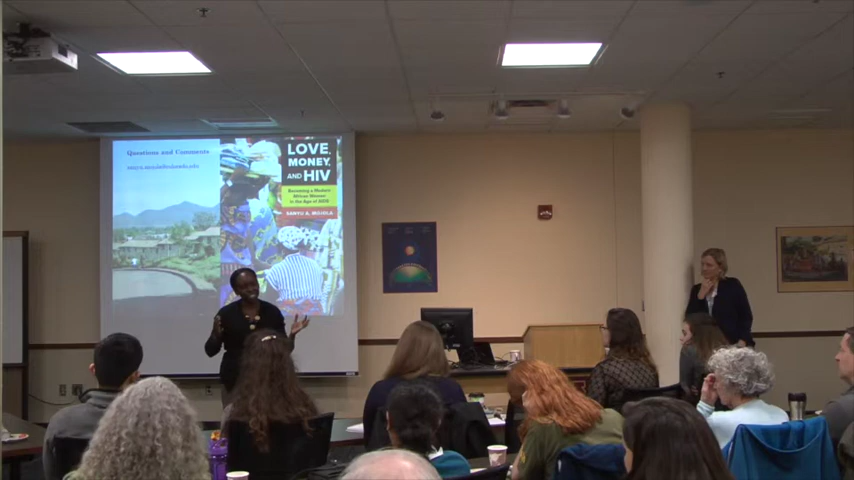 Questions and Comments
LOVE,
MONEY,
AND HIV
Becoming a Modern
African Woman
in the Age of AIDS
SANYU A. MOJOLA